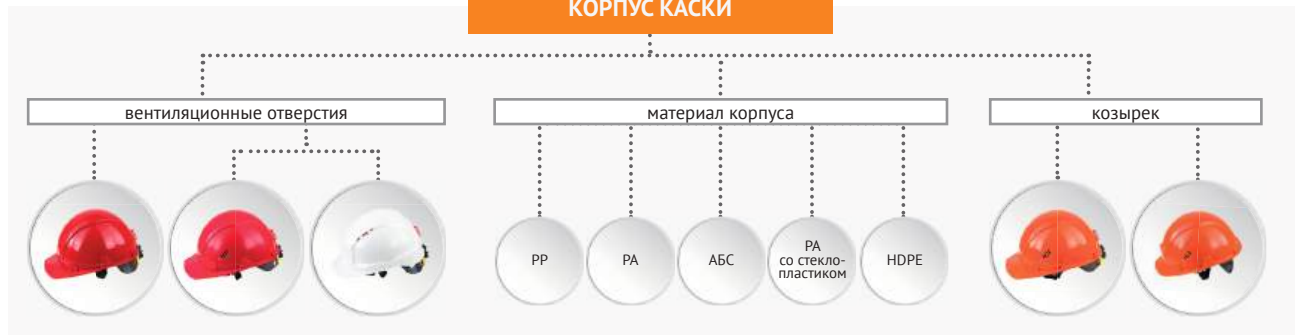 КОРПУС КАСКИ
вентиляционные отверстия
материал корпуса
козырек
PP
PA
АБС
PA
со стекло-
пластиком
HDPE